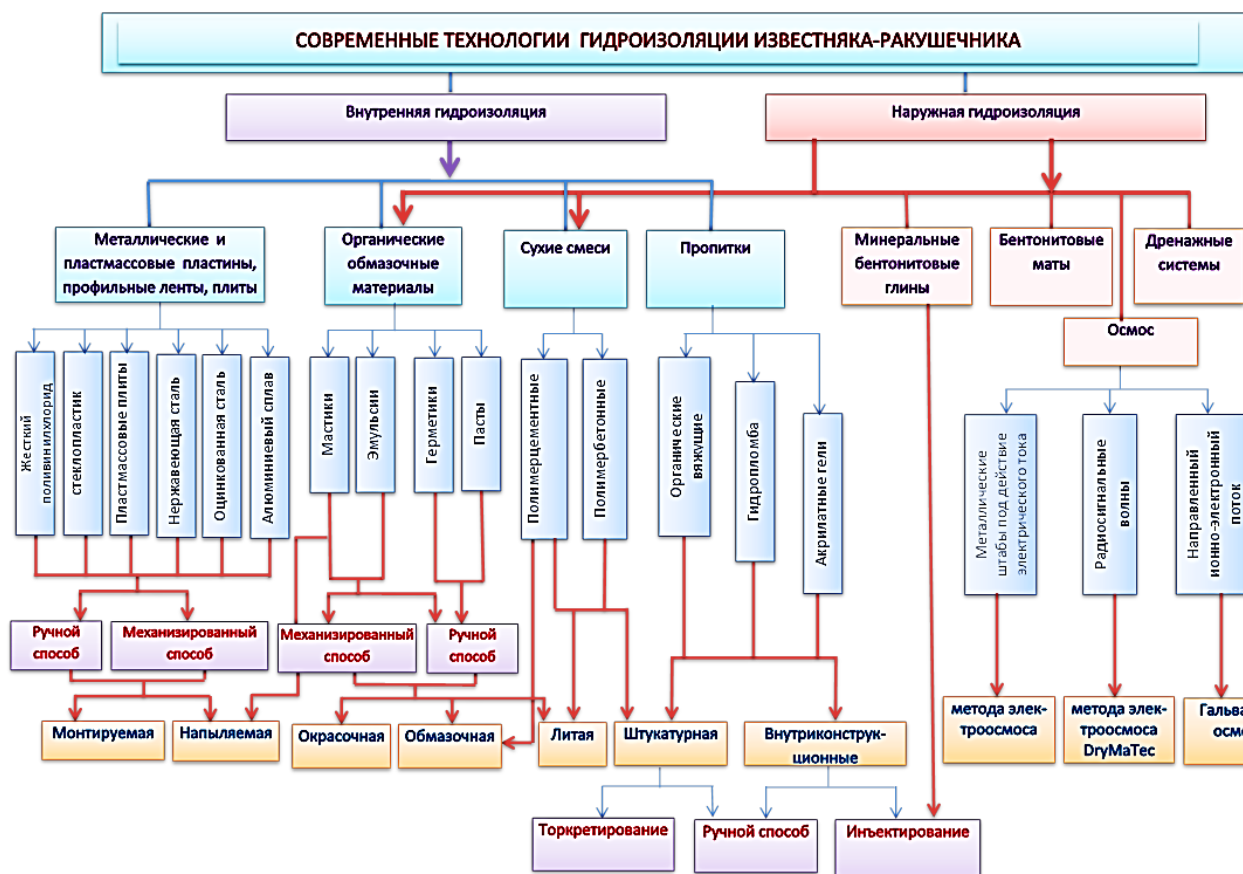 СОВРЕМЕННЫЕ ТЕХНОЛОГИИ ГИДРОИЗОЛЯЦИИ ИЗВЕСТНЯКА-РАКУШЕЧНИКА
Внутренняя гидроизоляция
Наружная гидроизоляция
Металлические и
пластмассовые пластины,
профильные ленты, плиты
Органические
обмазочные
материалы
Сухие смеси
Пропитки
Минеральные
бентонитовые
глины
Бентонитовые
маты
Дренажные
системы
Осмос
Жесткий
поливинилхлорид
стеклопластик
Пластмассовые плиты
Нержавеющая сталь
Оцинкованная сталь
Алюминиевый сплав
Мастики
Эмульсии
Герметики
Пасты
Полимерцементные
Полимербетонные
Органические
вяжущие
Гидропломба
Акрилатные гели
Металлические
штабы под действие
электрического тока
Радиосигнальные
волны
Направленный
ионно-электронный
поток
Ручной
способ
Механизированный
способ
Механизированный
способ
Ручной
способ
Монтируемая
Напыляемая
Окрасочная
Обмазочная
Литая
Штукатурная
Внутриконструк-
ционные
метода элек-
троосмоса
метода элек-
троосмоса
DryMaTec
Гальва
осмо
Торкретирование
Ручной способ
Инъектирование